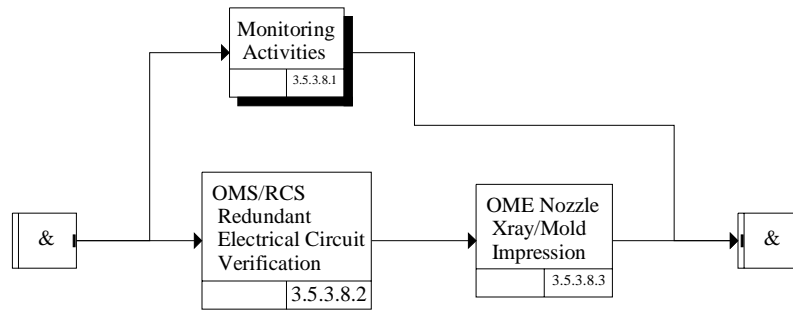 Monitoring
Activities
3.5.3.8.1
&
OMS/RCS
Redundant
Electrical Circuit
Verification
3.5.3.8.2
OME Nozzle
Xray/Mold
Impression
3.5.3.8.3
&